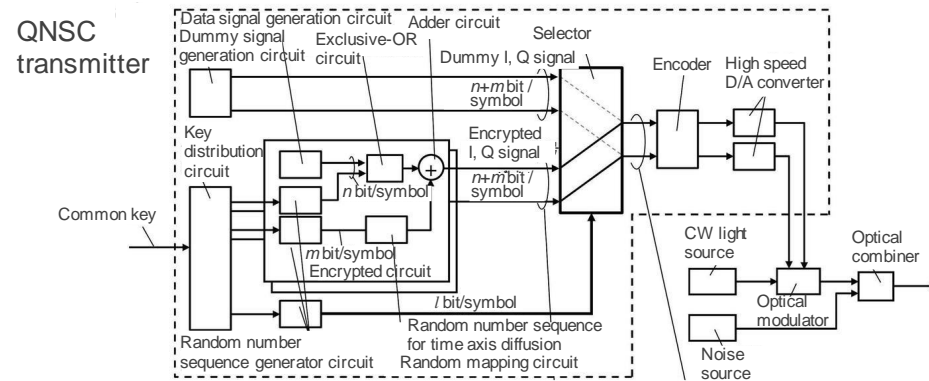 QNSC
transmitter
Data signal generation circuit
Dummy signal
generation circuit
Exclusive-OR
circuit
Adder circuit
Dummy I, Q signal
n+m bit /
symbol
Selector
Encoder
High speed
D/A converter
Key
distribution
circuit
Encrypted
I, Q signal
n+m bit/
symbol
n bit/symbol
Common key
m bit/symbol
Encrypted circuit
l bit/symbol
CW light
source
Optical
combiner
Optical
modulator
Random number
sequence generator circuit
Random number sequence
for time axis diffusion
Random mapping circuit
Noise
source